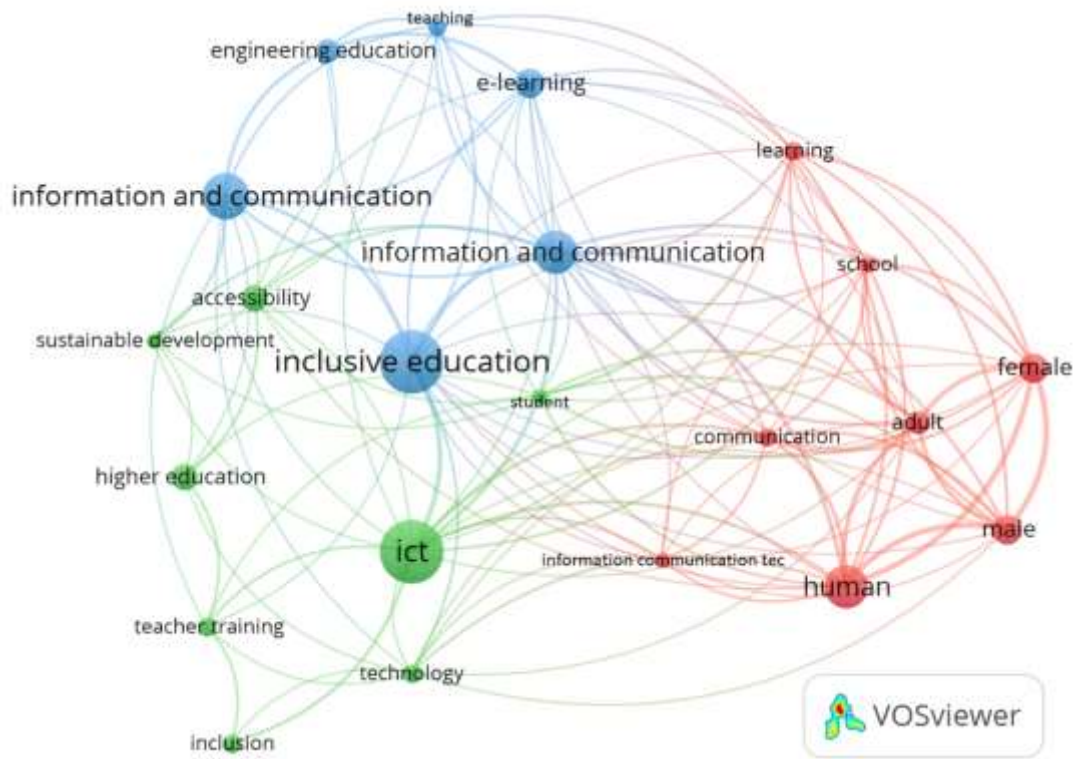 teaching
engineering education
e-learning
learning
information and communication
information and communication
school
accessibility
sustainable development
inclusive education
female
student
adult
communication
higher education
male
ict
information communication tec
human
teacher training
technology
inclusion
VOSviewer